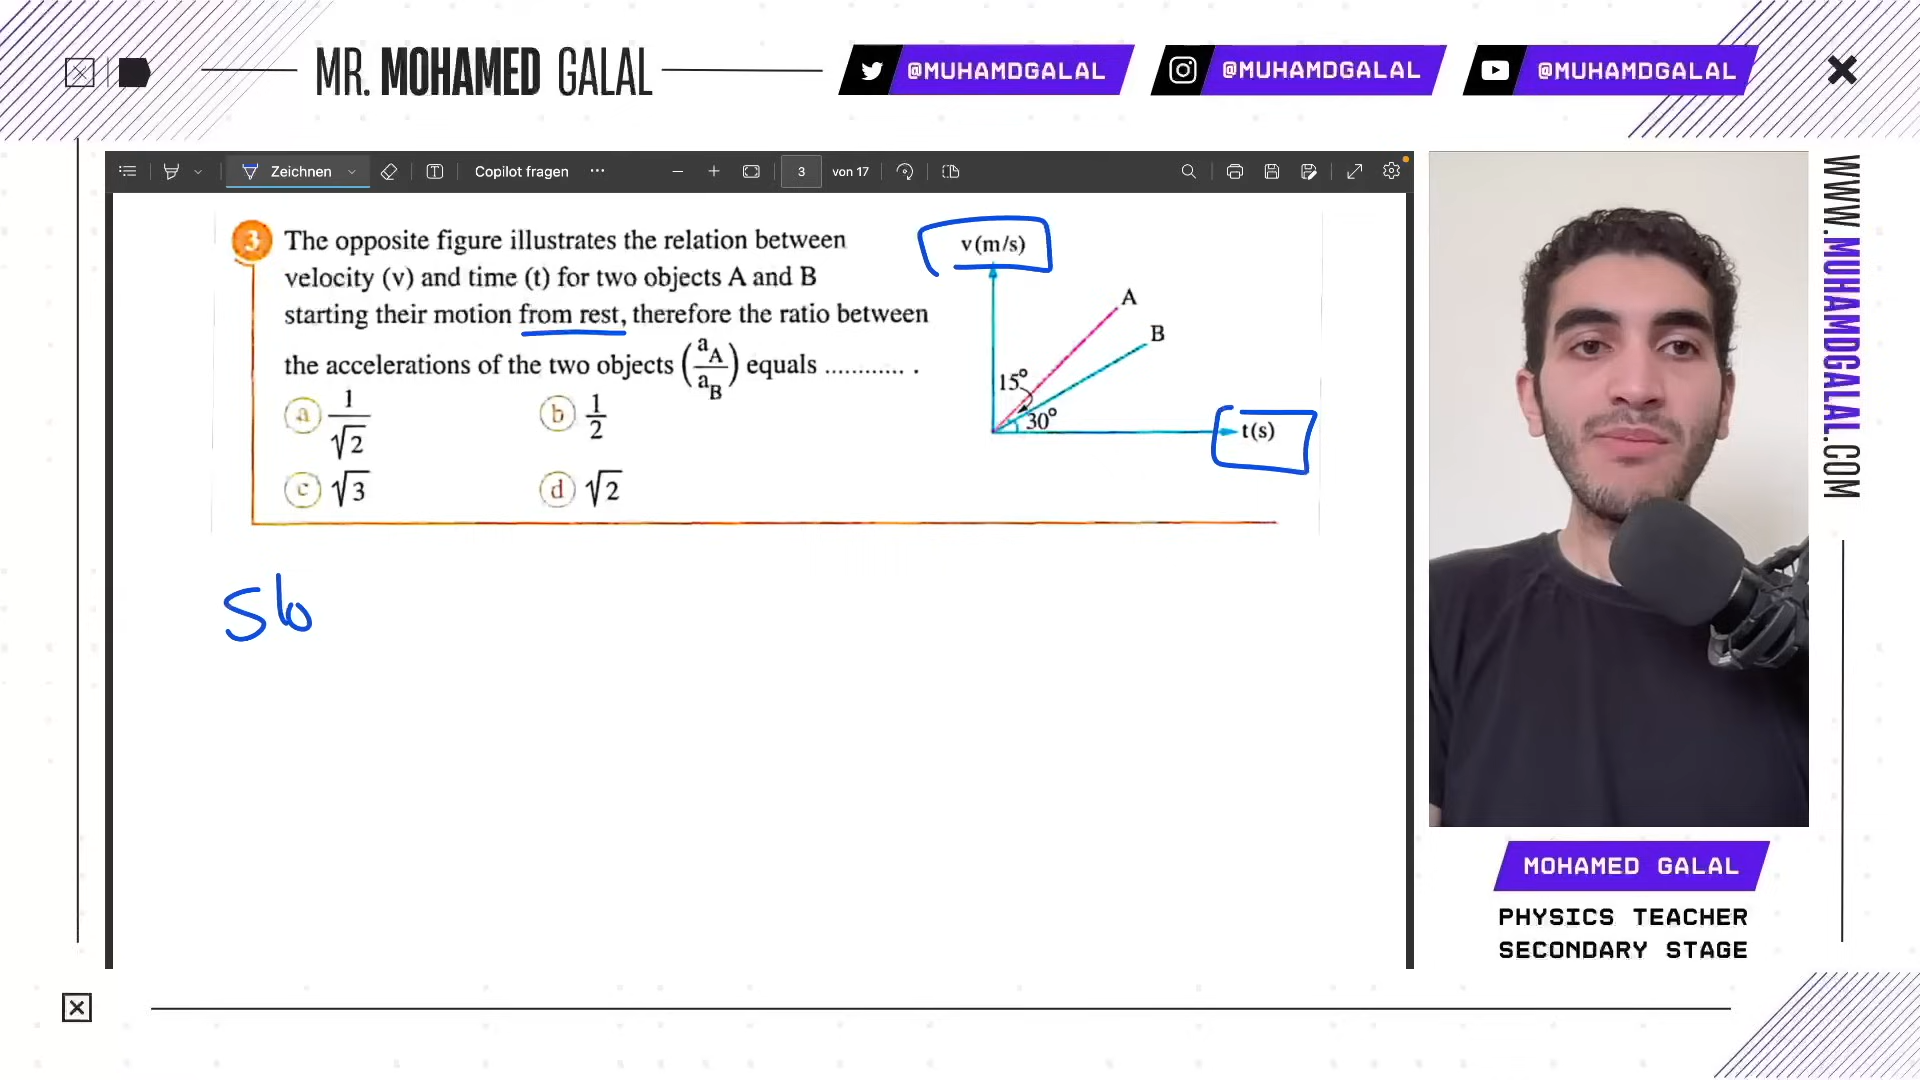 MR. MOHAMED GALAL
@MUHAMDGALAL
@MUHAMDGALAL
@MUHAMDGALAL
Zeichnen
Copilot fragen
3 von 17
3 The opposite figure illustrates the relation between
velocity (v) and time (t) for two objects A and B
starting their motion from rest, therefore the ratio between
the accelerations of the two objects (a_A/a_B) equals ............ .
a 1/√2
b 1/2
c √3
d √2
v(m/s)
A
B
15°
30°
t(s)
Slo
WWW.MUHAMDGALAL.COM
MOHAMED GALAL
PHYSICS TEACHER
SECONDARY STAGE